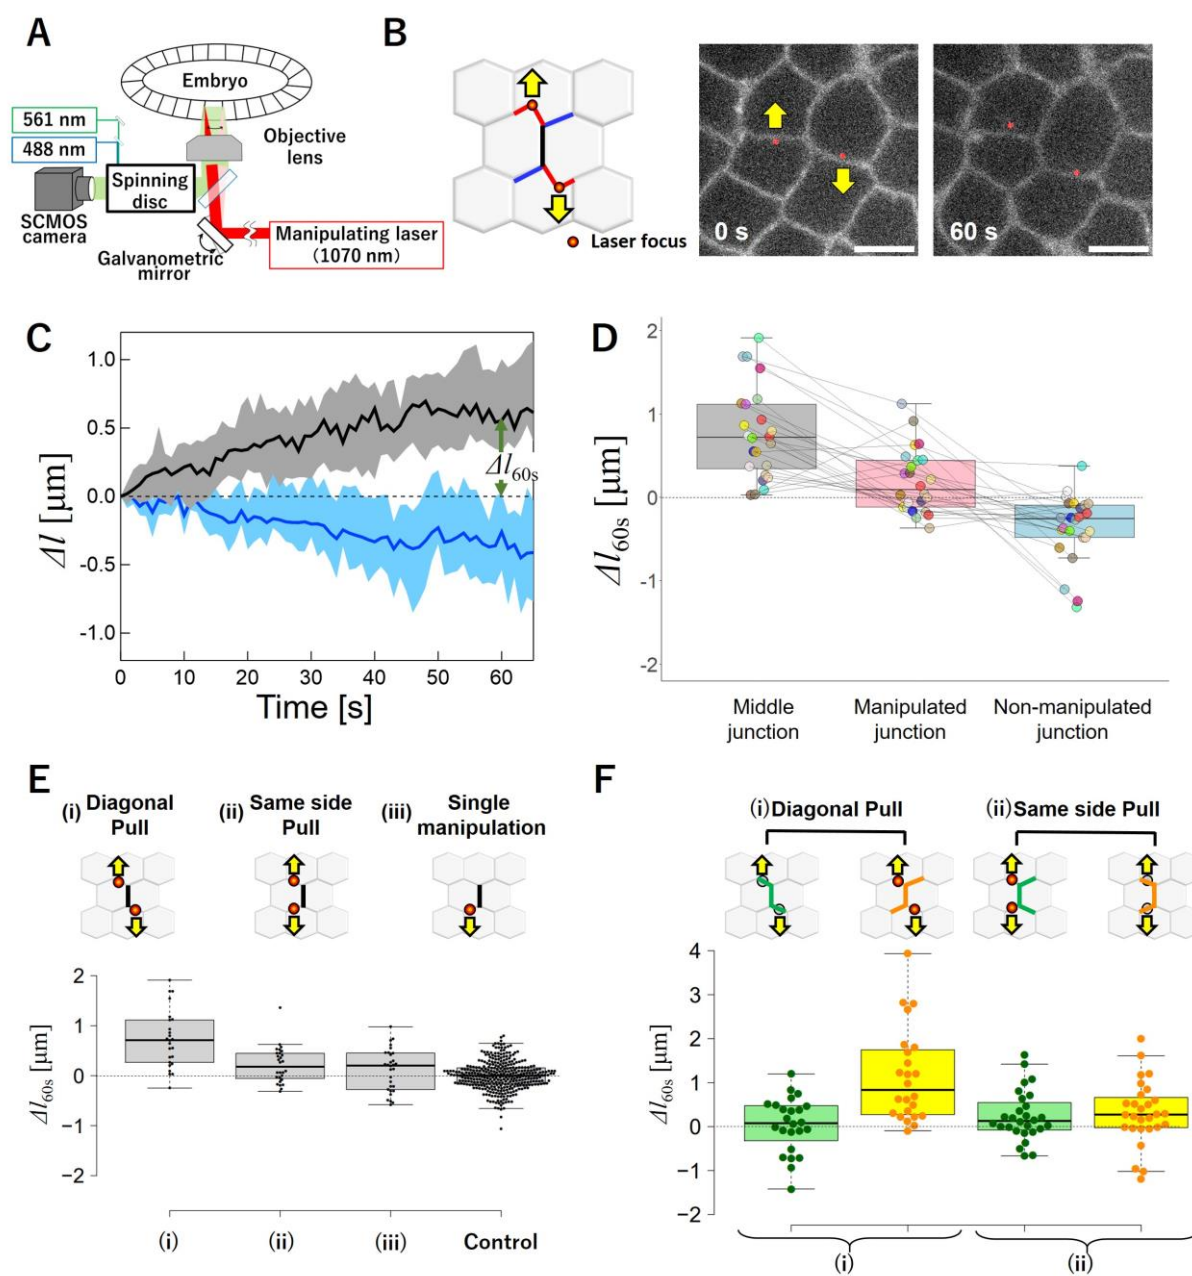 A
Embryo
561 nm
488 nm
Objective
lens
Spinning
disc
SCMOS
camera
Galvanometric
mirror
Manipulating laser
(1070 nm)
B
Laser focus
0 s
60 s
C
Δl [μm]
1.0
0.5
0.0
-0.5
-1.0
Δl60s
0 10 20 30 40 50 60
Time [s]
D
Δl60s [μm]
2
1
0
-1
-2
Middle
junction
Manipulated
junction
Non-manipulated
junction
E
(i) Diagonal
Pull
(ii) Same side
Pull
(iii) Single
manipulation
Δl60s [μm]
2
1
0
−1
−2
(i) (ii) (iii) Control
F
(i) Diagonal Pull
(ii) Same side Pull
Δl60s [μm]
4
3
2
1
0
−1
−2
(i) (ii)